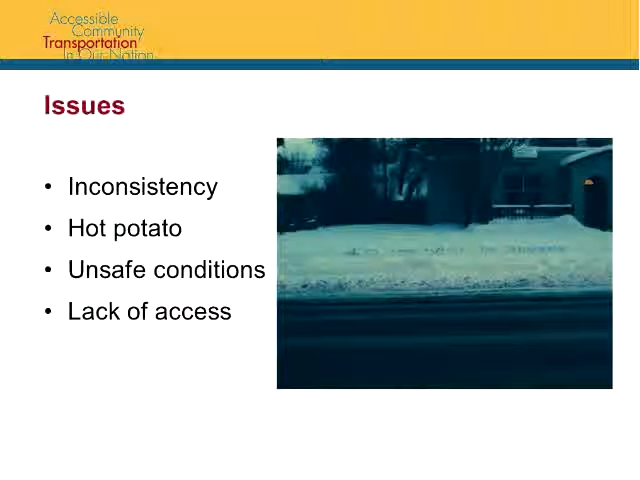 Accessible
Community
Transportation
In Our Nation
Issues
• Inconsistency
• Hot potato
• Unsafe conditions
• Lack of access